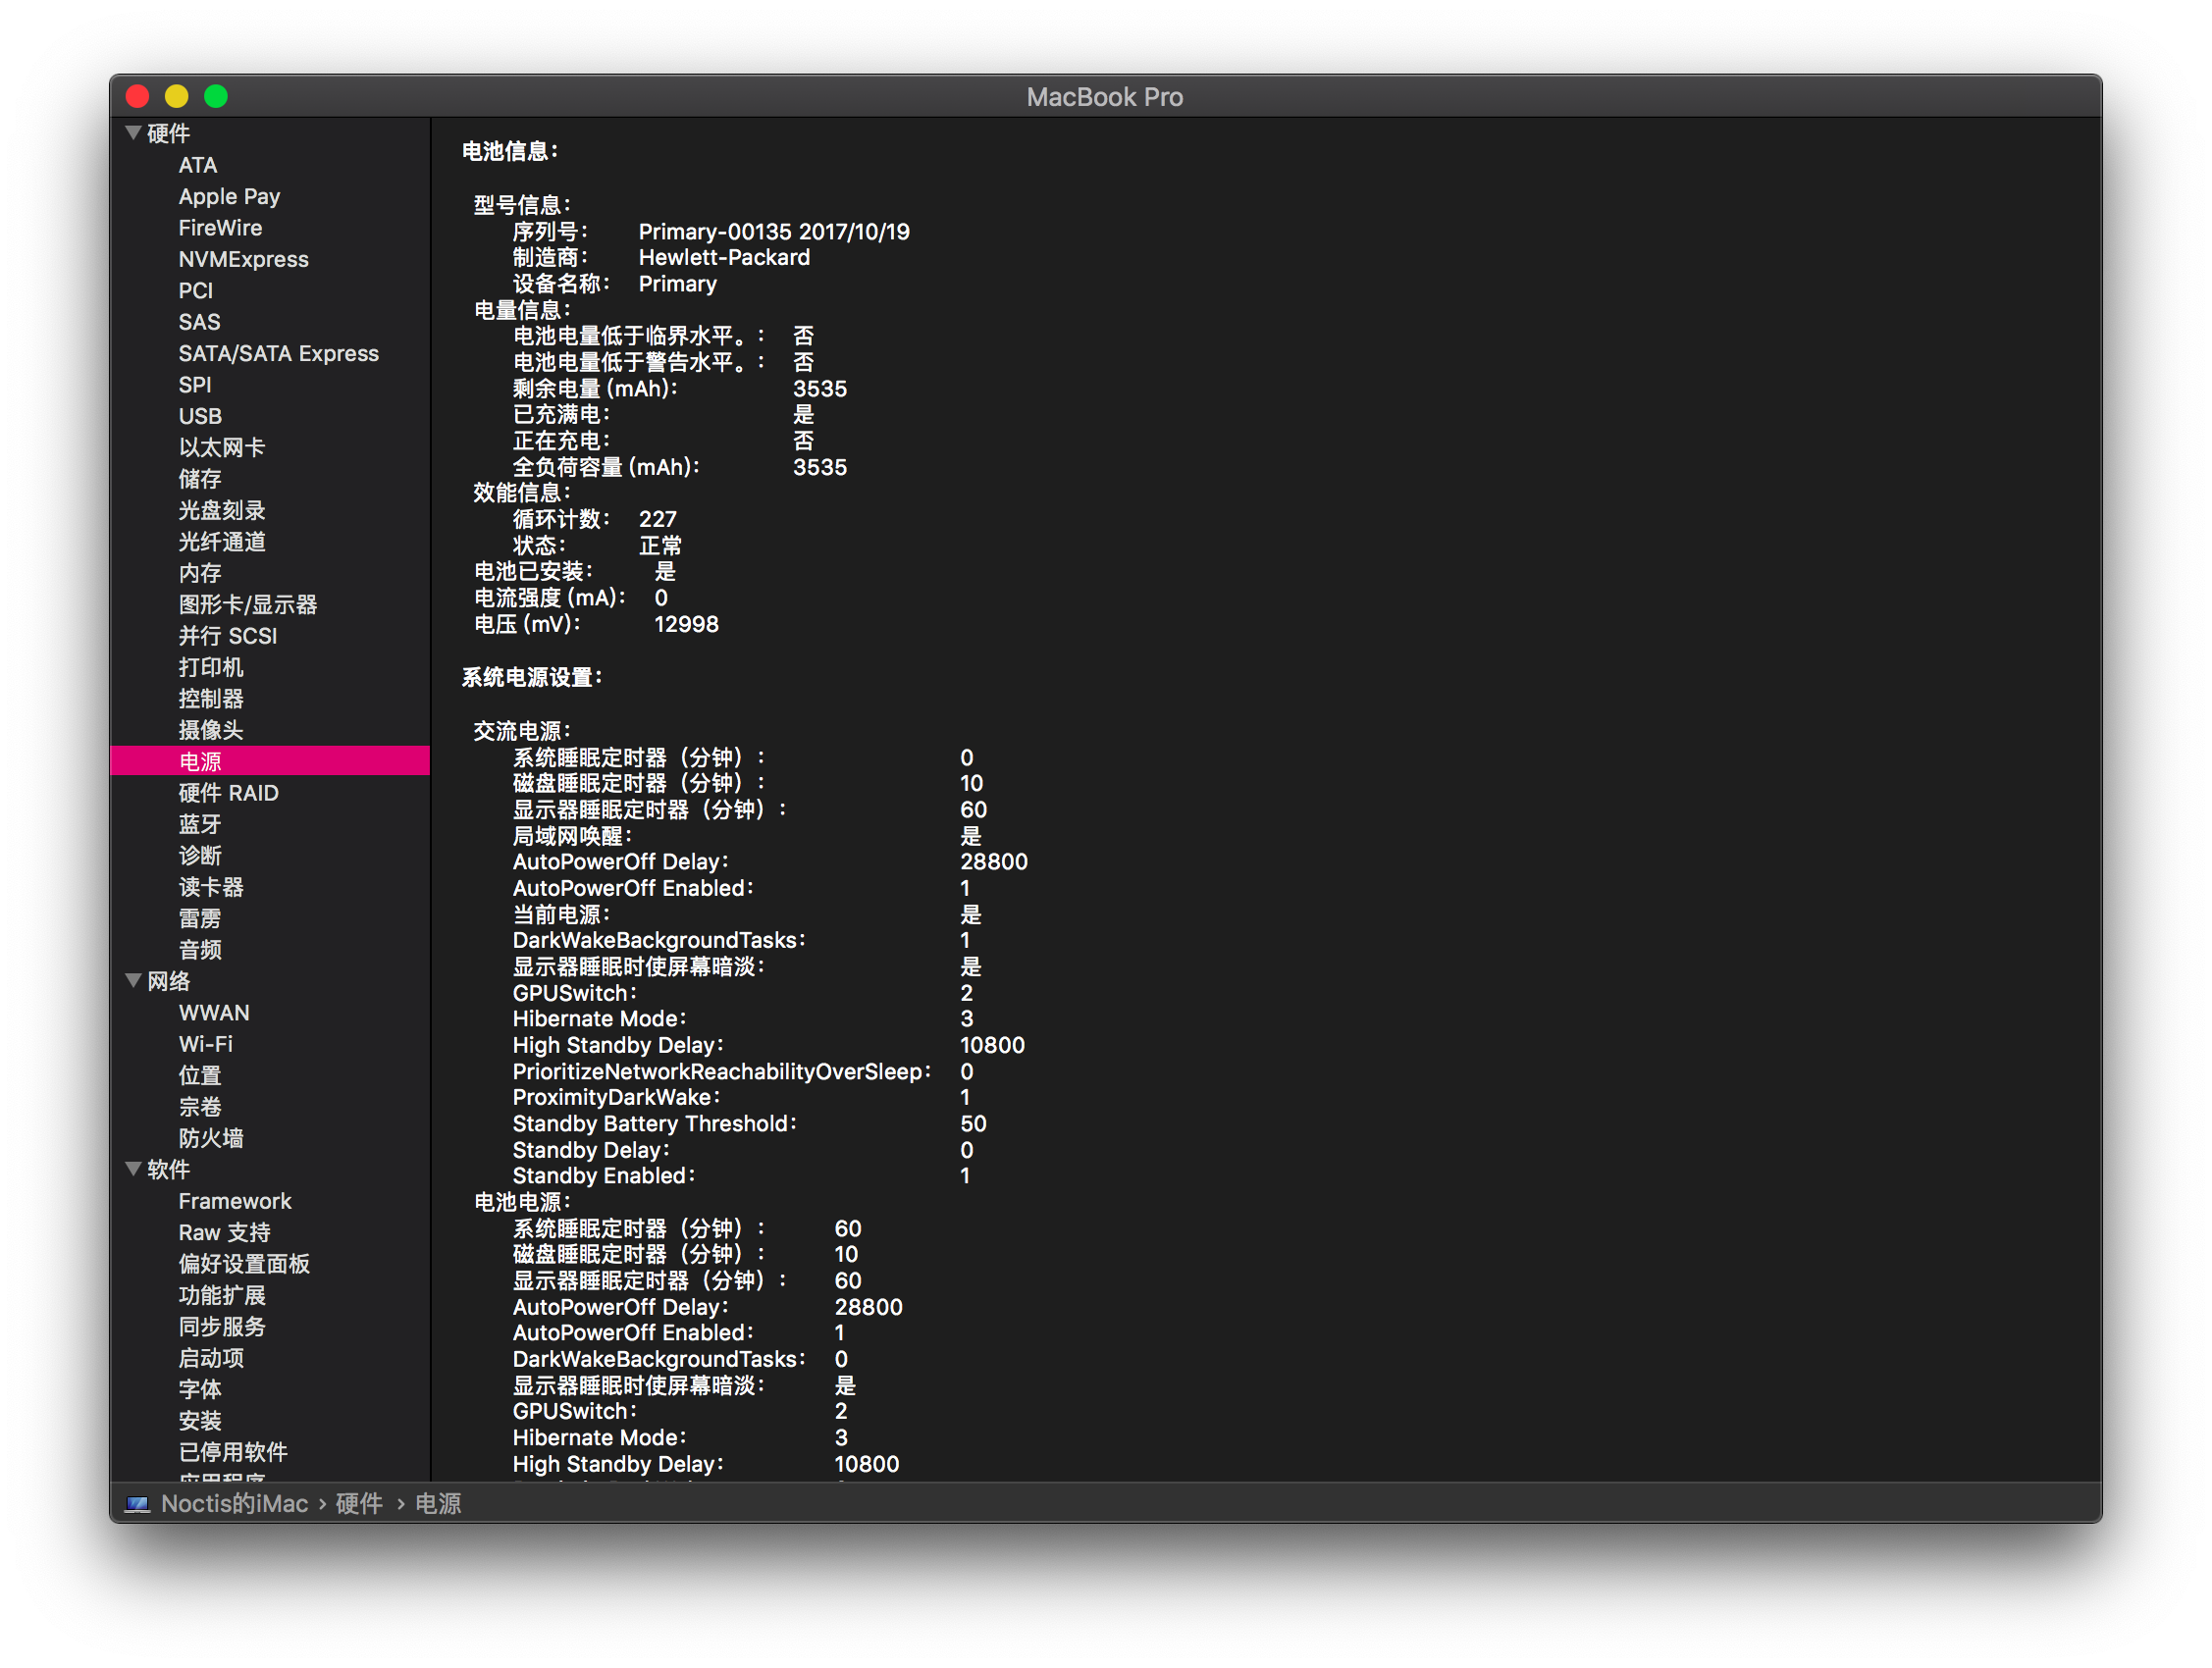 MacBook Pro
硬件
ATA
Apple Pay
FireWire
NVMExpress
PCI
SAS
SATA/SATA Express
SPI
USB
以太网卡
储存
光盘刻录
光纤通道
内存
图形卡/显示器
并行 SCSI
打印机
控制器
摄像头
电源
硬件 RAID
蓝牙
诊断
读卡器
雷雳
音频
网络
WWAN
Wi-Fi
位置
宗卷
防火墙
软件
Framework
Raw 支持
偏好设置面板
功能扩展
同步服务
启动项
字体
安装
已停用软件
应用程序
电池信息：
型号信息：
序列号： Primary-00135 2017/10/19
制造商： Hewlett-Packard
设备名称： Primary
电量信息：
电池电量低于临界水平。： 否
电池电量低于警告水平。： 否
剩余电量 (mAh)： 3535
已充满电： 是
正在充电： 否
全负荷容量 (mAh)： 3535
效能信息：
循环计数： 227
状态： 正常
电池已安装： 是
电流强度 (mA)： 0
电压 (mV)： 12998
系统电源设置：
交流电源：
系统睡眠定时器（分钟）： 0
磁盘睡眠定时器（分钟）： 10
显示器睡眠定时器（分钟）： 60
局域网唤醒： 是
AutoPowerOff Delay： 28800
AutoPowerOff Enabled： 1
当前电源： 是
DarkWakeBackgroundTasks： 1
显示器睡眠时使屏幕暗淡： 是
GPUSwitch： 2
Hibernate Mode： 3
High Standby Delay： 10800
PrioritizeNetworkReachabilityOverSleep： 0
ProximityDarkWake： 1
Standby Battery Threshold： 50
Standby Delay： 0
Standby Enabled： 1
电池电源：
系统睡眠定时器（分钟）： 60
磁盘睡眠定时器（分钟）： 10
显示器睡眠定时器（分钟）： 60
AutoPowerOff Delay： 28800
AutoPowerOff Enabled： 1
DarkWakeBackgroundTasks： 0
显示器睡眠时使屏幕暗淡： 是
GPUSwitch： 2
Hibernate Mode： 3
High Standby Delay： 10800
Noctis的iMac › 硬件 › 电源